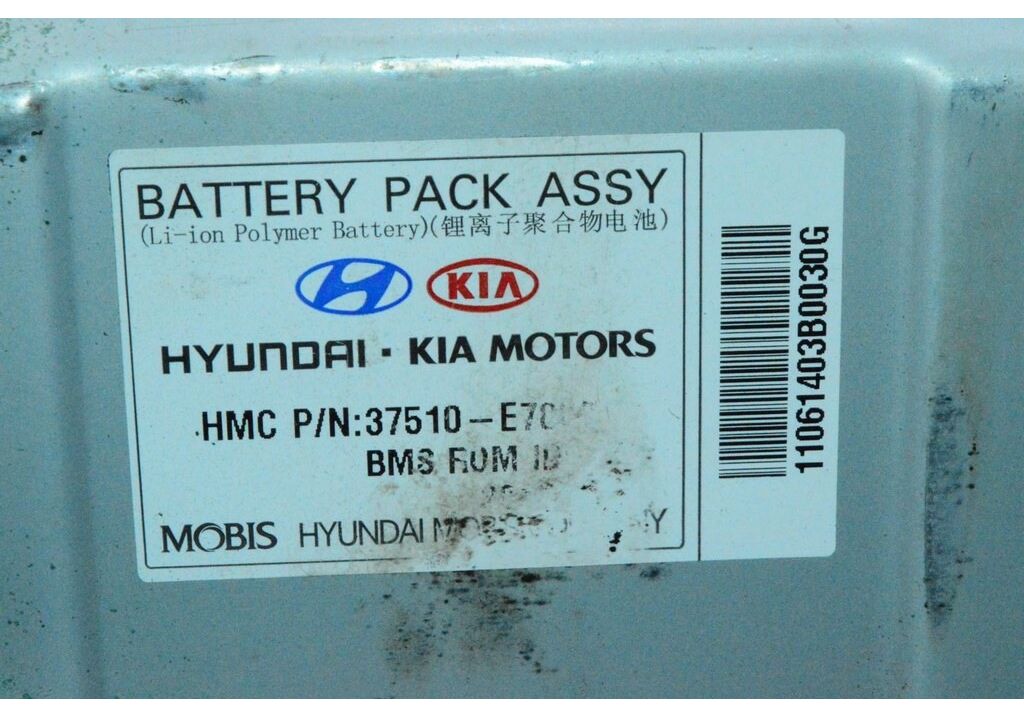 BATTERY PACK ASSY
(Li-ion Polymer Battery)(锂离子聚合物电池)
KIA
HYUNDAI · KIA MOTORS
HMC P/N:37510-E70
BMS ROM ID
MOBIS HYUNDAI
11061403B0030G